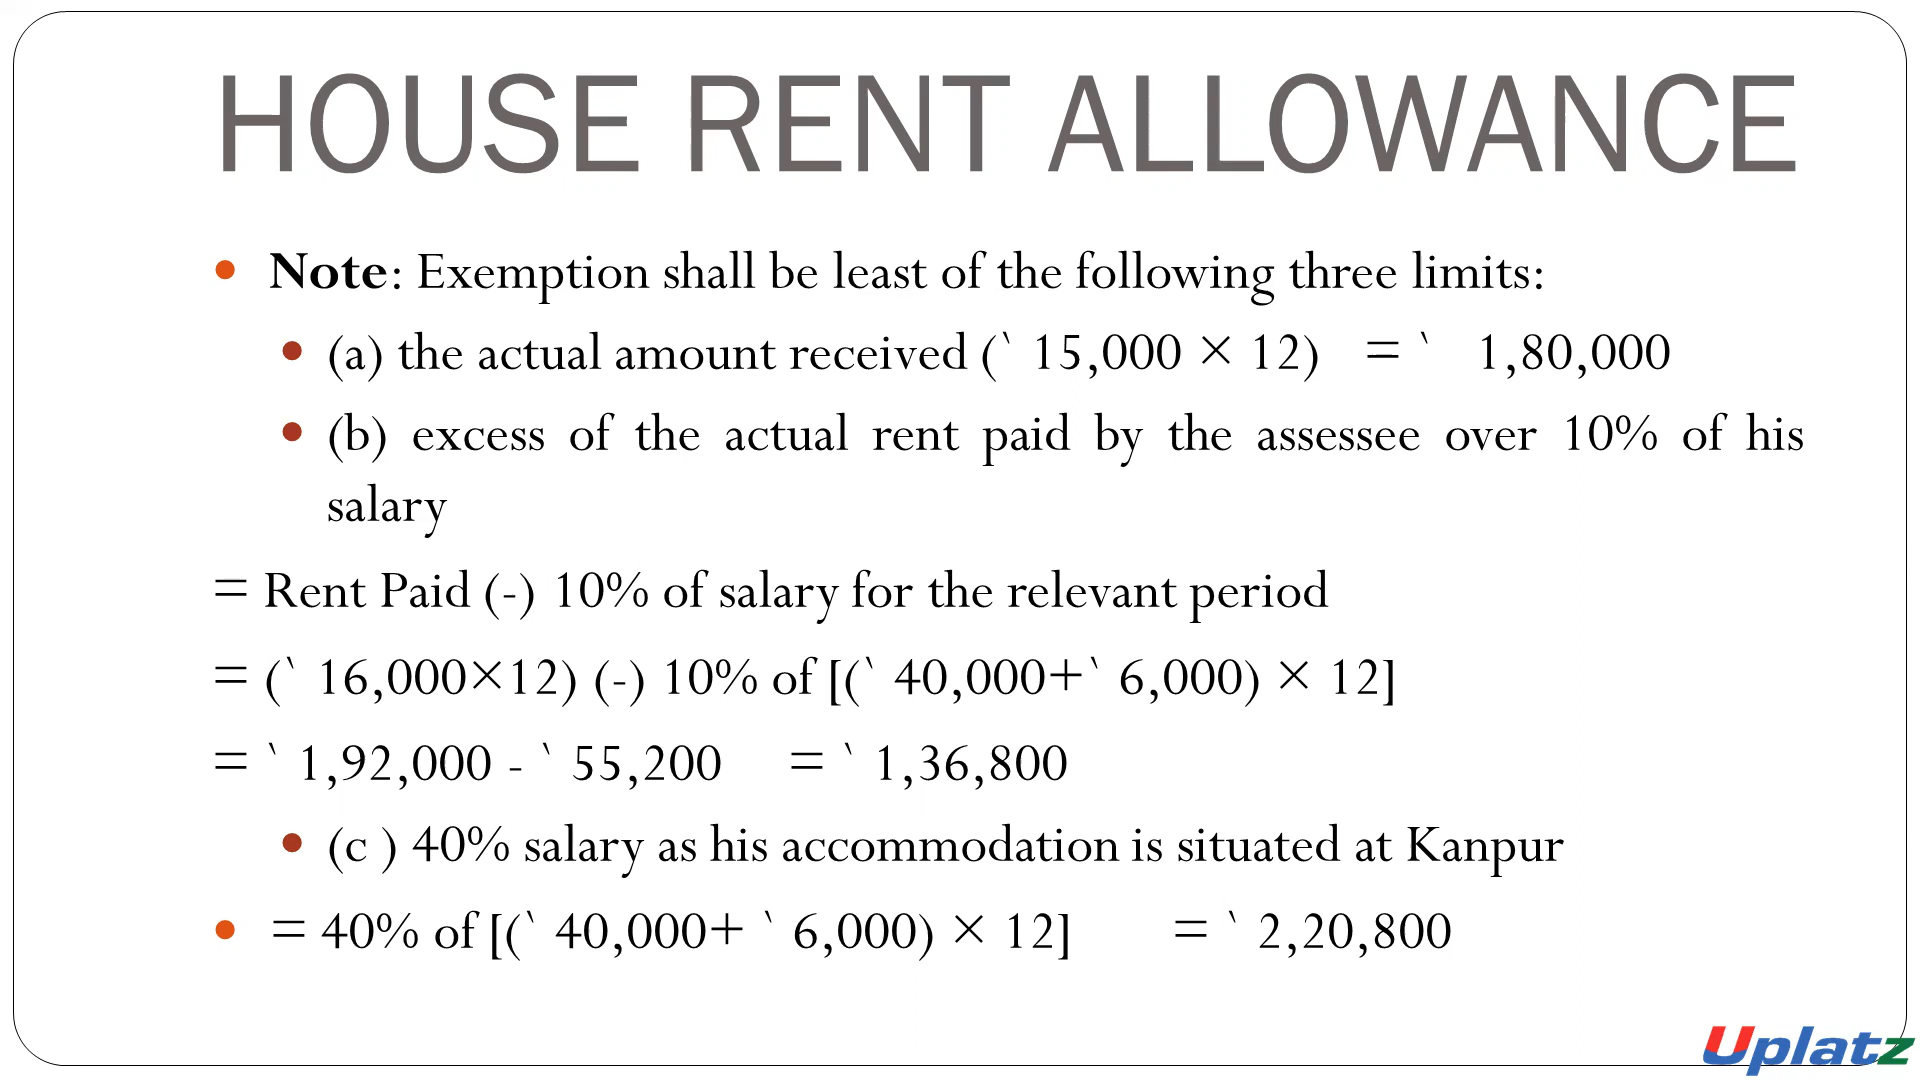 HOUSE RENT ALLOWANCE
• Note: Exemption shall be least of the following three limits:
• (a) the actual amount received (` 15,000 × 12) = ` 1,80,000
• (b) excess of the actual rent paid by the assessee over 10% of his
salary
= Rent Paid (-) 10% of salary for the relevant period
= (` 16,000×12) (-) 10% of [(` 40,000+` 6,000) × 12]
= ` 1,92,000 - ` 55,200 = ` 1,36,800
• (c ) 40% salary as his accommodation is situated at Kanpur
• = 40% of [(` 40,000+ ` 6,000) × 12] = ` 2,20,800
Uplatz